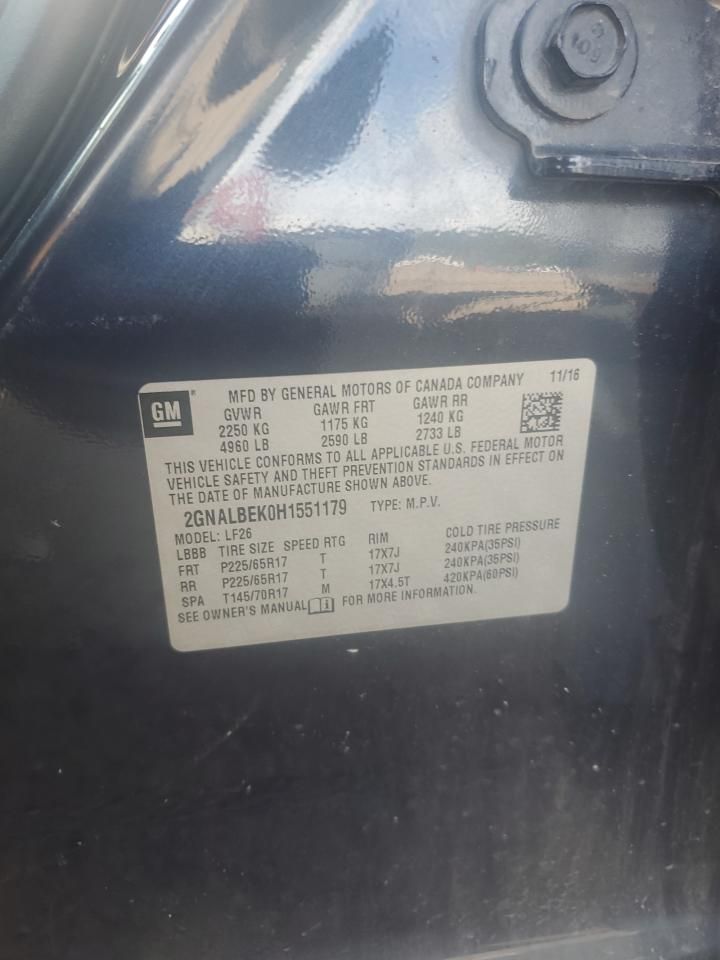 GM
MFD BY GENERAL MOTORS OF CANADA COMPANY 11/16
GVWR GAWR FRT GAWR RR
2250 KG 1175 KG 1240 KG
4960 LB 2590 LB 2733 LB
THIS VEHICLE CONFORMS TO ALL APPLICABLE U.S. FEDERAL MOTOR
VEHICLE SAFETY AND THEFT PREVENTION STANDARDS IN EFFECT ON
THE DATE OF MANUFACTURE SHOWN ABOVE.
2GNALBEK0H1551179 TYPE: M.P.V.
MODEL: LF26
LBBB TIRE SIZE SPEED RTG RIM COLD TIRE PRESSURE
FRT P225/65R17 T 17X7J 240KPA(35PSI)
RR P225/65R17 T 17X7J 240KPA(35PSI)
SPA T145/70R17 M 17X4.5T 420KPA(60PSI)
SEE OWNER'S MANUAL FOR MORE INFORMATION.